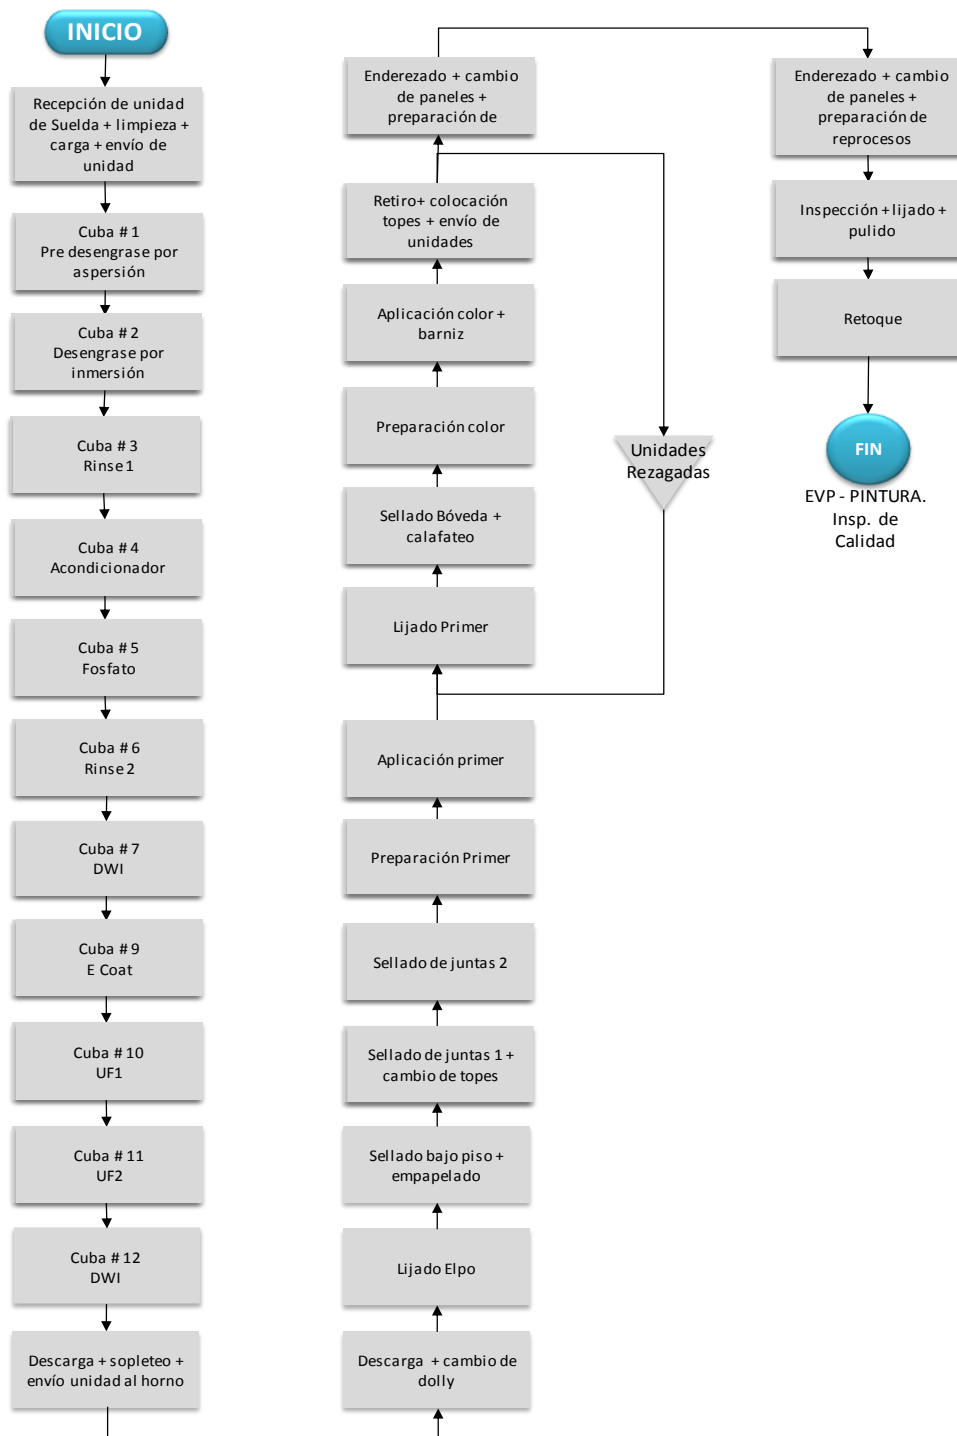 INICIO
Recepción de unidad
de Suelda + limpieza +
carga + envío de
unidad
Cuba # 1
Pre desengrase por
aspersión
Cuba # 2
Desengrase por
inmersión
Cuba # 3
Rinse 1
Cuba # 4
Acondicionador
Cuba # 5
Fosfato
Cuba # 6
Rinse 2
Cuba # 7
DWI
Cuba # 9
E Coat
Cuba # 10
UF1
Cuba # 11
UF2
Cuba # 12
DWI
Descarga + sopleteo +
envío unidad al horno
Enderezado + cambio
de paneles +
preparación de
Retiro+ colocación
topes + envío de
unidades
Aplicación color +
barniz
Preparación color
Sellado Bóveda +
calafateo
Lijado Primer
Aplicación primer
Preparación Primer
Sellado de juntas 2
Sellado de juntas 1 +
cambio de topes
Sellado bajo piso +
empapelado
Lijado Elpo
Descarga + cambio de
dolly
Unidades
Rezagadas
Enderezado + cambio
de paneles +
preparación de
reprocesos
Inspección + lijado +
pulido
Retoque
FIN
EVP - PINTURA.
Insp. de
Calidad